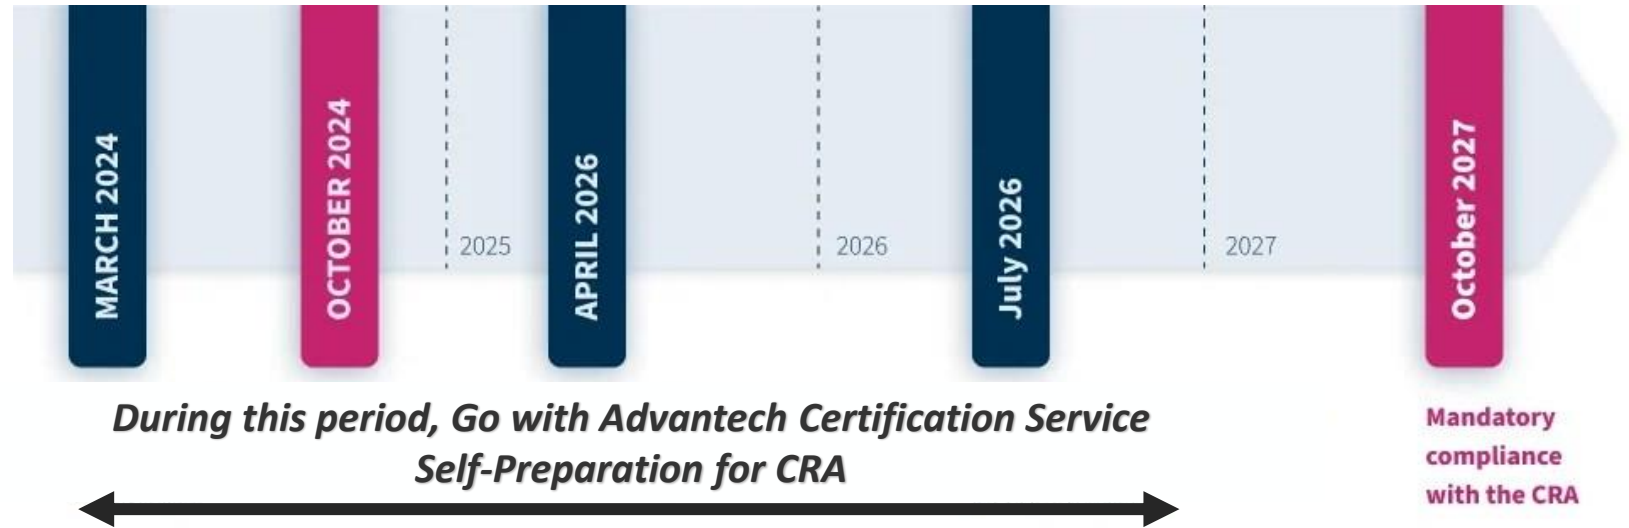 MARCH 2024
OCTOBER 2024
2025
APRIL 2026
2026
July 2026
2027
October 2027
During this period, Go with Advantech Certification Service
Self-Preparation for CRA
Mandatory
compliance
with the CRA